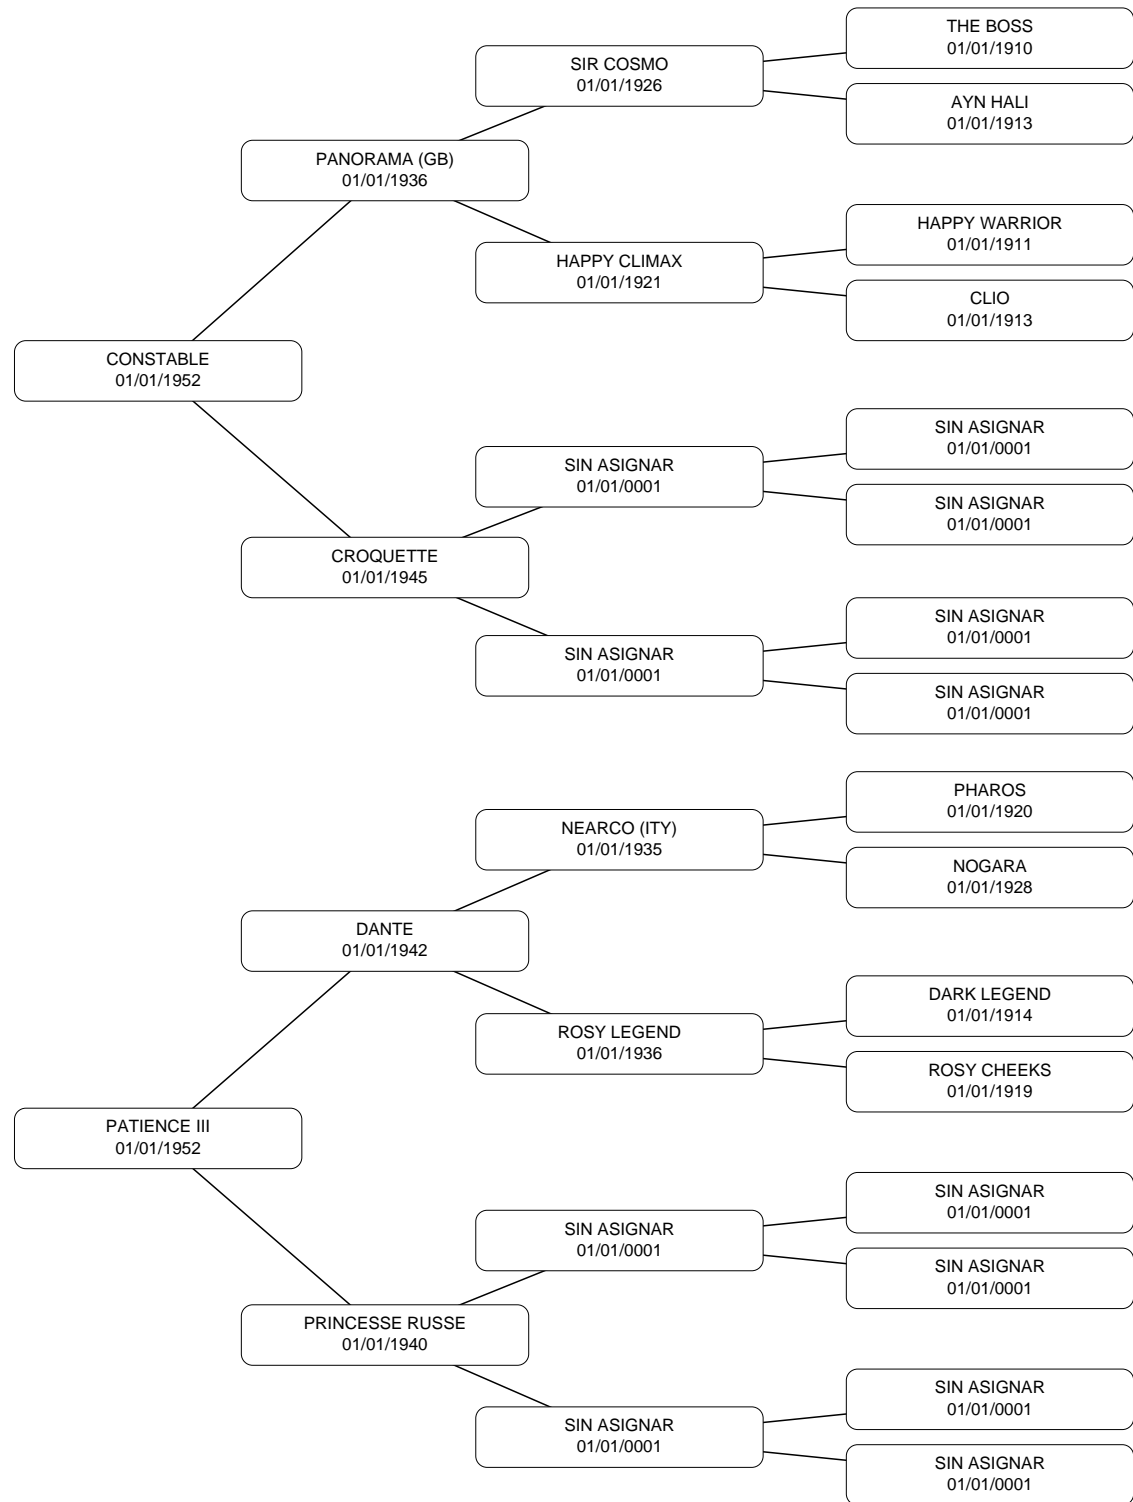 THE BOSS
01/01/1910
SIR COSMO
01/01/1926
AYN HALI
01/01/1913
PANORAMA (GB)
01/01/1936
HAPPY WARRIOR
01/01/1911
HAPPY CLIMAX
01/01/1921
CLIO
01/01/1913
CONSTABLE
01/01/1952
SIN ASIGNAR
01/01/0001
SIN ASIGNAR
01/01/0001
SIN ASIGNAR
01/01/0001
CROQUETTE
01/01/1945
SIN ASIGNAR
01/01/0001
SIN ASIGNAR
01/01/0001
SIN ASIGNAR
01/01/0001
PHAROS
01/01/1920
NEARCO (ITY)
01/01/1935
NOGARA
01/01/1928
DANTE
01/01/1942
DARK LEGEND
01/01/1914
ROSY LEGEND
01/01/1936
ROSY CHEEKS
01/01/1919
PATIENCE III
01/01/1952
SIN ASIGNAR
01/01/0001
SIN ASIGNAR
01/01/0001
SIN ASIGNAR
01/01/0001
PRINCESSE RUSSE
01/01/1940
SIN ASIGNAR
01/01/0001
SIN ASIGNAR
01/01/0001
SIN ASIGNAR
01/01/0001